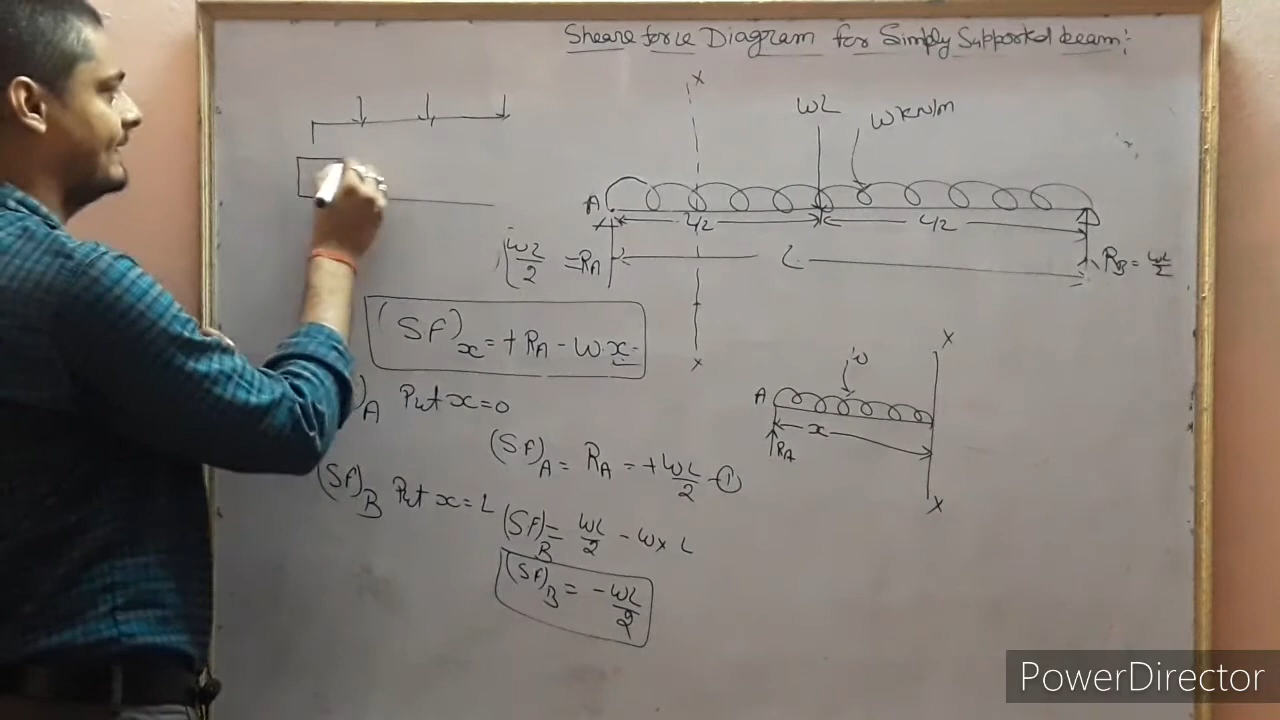 Sheare force Diagram for Simply Supported beam:
x
wL
w kN/m
A
L/2
L/2
wL/2 = RA
L
RB = wL/2
x
(SF)x = + RA - w.x
x
w
A
x
RA
x
)A Put x=0
(SF)A = RA = + wL/2 - ①
(SF)B Put x = L
(SF)B = wL/2 - w x L
(SF)B = - wL/2
PowerDirector